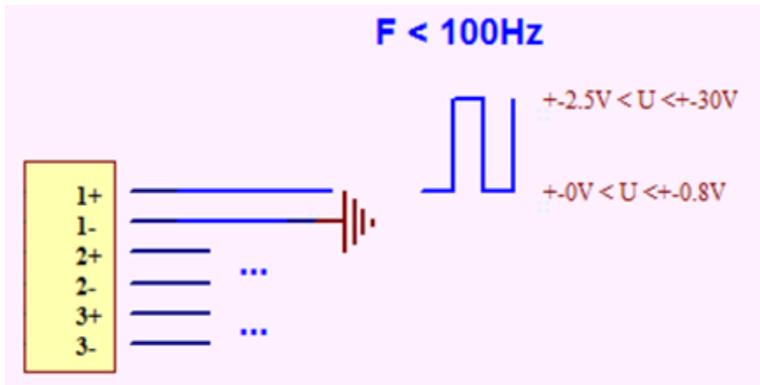 F < 100Hz
+-2.5V < U <+-30V
+-0V < U <+-0.8V
1+
1-
2+
...
2-
3+
...
3-